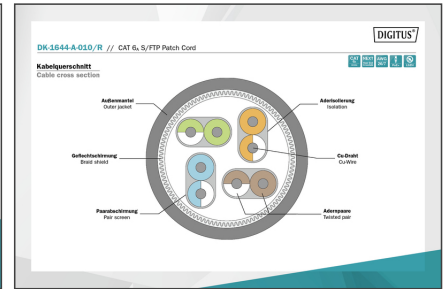 DIGITUS®
DK-1644-A-010/R // CAT 6A S/FTP Patch Cord
Kabelquerschnitt
Cable cross section
Außenmantel
Outer jacket
Aderisolierung
Isolation
Geflechtschirmung
Braid shield
Cu-Draht
Cu-Wire
Paarabschirmung
Pair screen
Adernpaare
Twisted pair